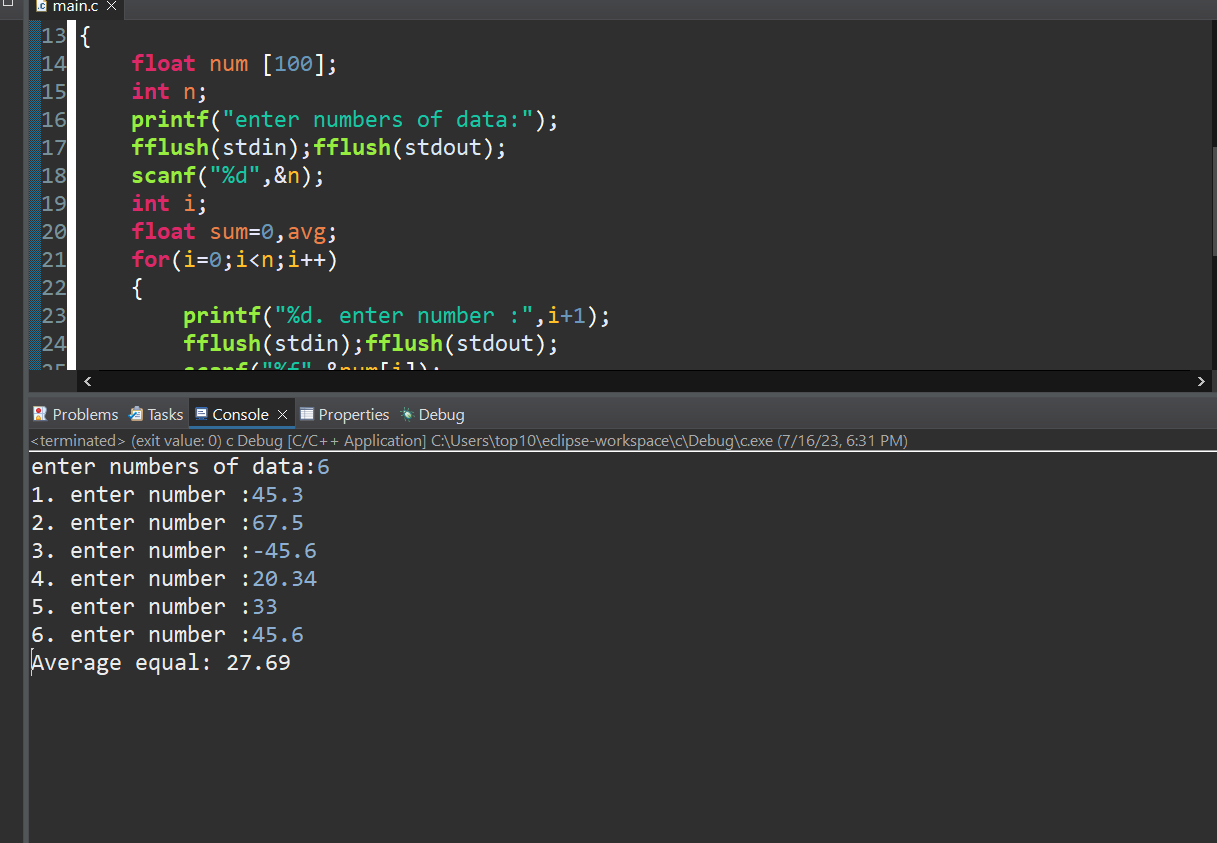 main.c
13 {
14 float num [100];
15 int n;
16 printf("enter numbers of data:");
17 fflush(stdin);fflush(stdout);
18 scanf("%d",&n);
19 int i;
20 float sum=0,avg;
21 for(i=0;i<n;i++)
22 {
23 printf("%d. enter number :",i+1);
24 fflush(stdin);fflush(stdout);
25 scanf("%f",&num[i]);
Problems Tasks Console Properties Debug
<terminated> (exit value: 0) c Debug [C/C++ Application] C:\Users\top10\eclipse-workspace\c\Debug\c.exe (7/16/23, 6:31 PM)
enter numbers of data:6
1. enter number :45.3
2. enter number :67.5
3. enter number :-45.6
4. enter number :20.34
5. enter number :33
6. enter number :45.6
Average equal: 27.69